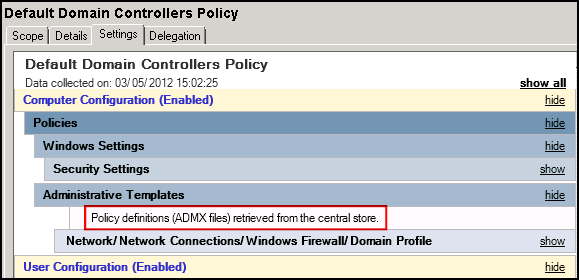 Default Domain Controllers Policy
Scope Details Settings Delegation
Default Domain Controllers Policy
Data collected on: 03/05/2012 15:02:25 show all
Computer Configuration (Enabled) hide
Policies hide
Windows Settings hide
Security Settings show
Administrative Templates hide
Policy definitions (ADMX files) retrieved from the central store.
Network/Network Connections/Windows Firewall/Domain Profile show
User Configuration (Enabled) hide